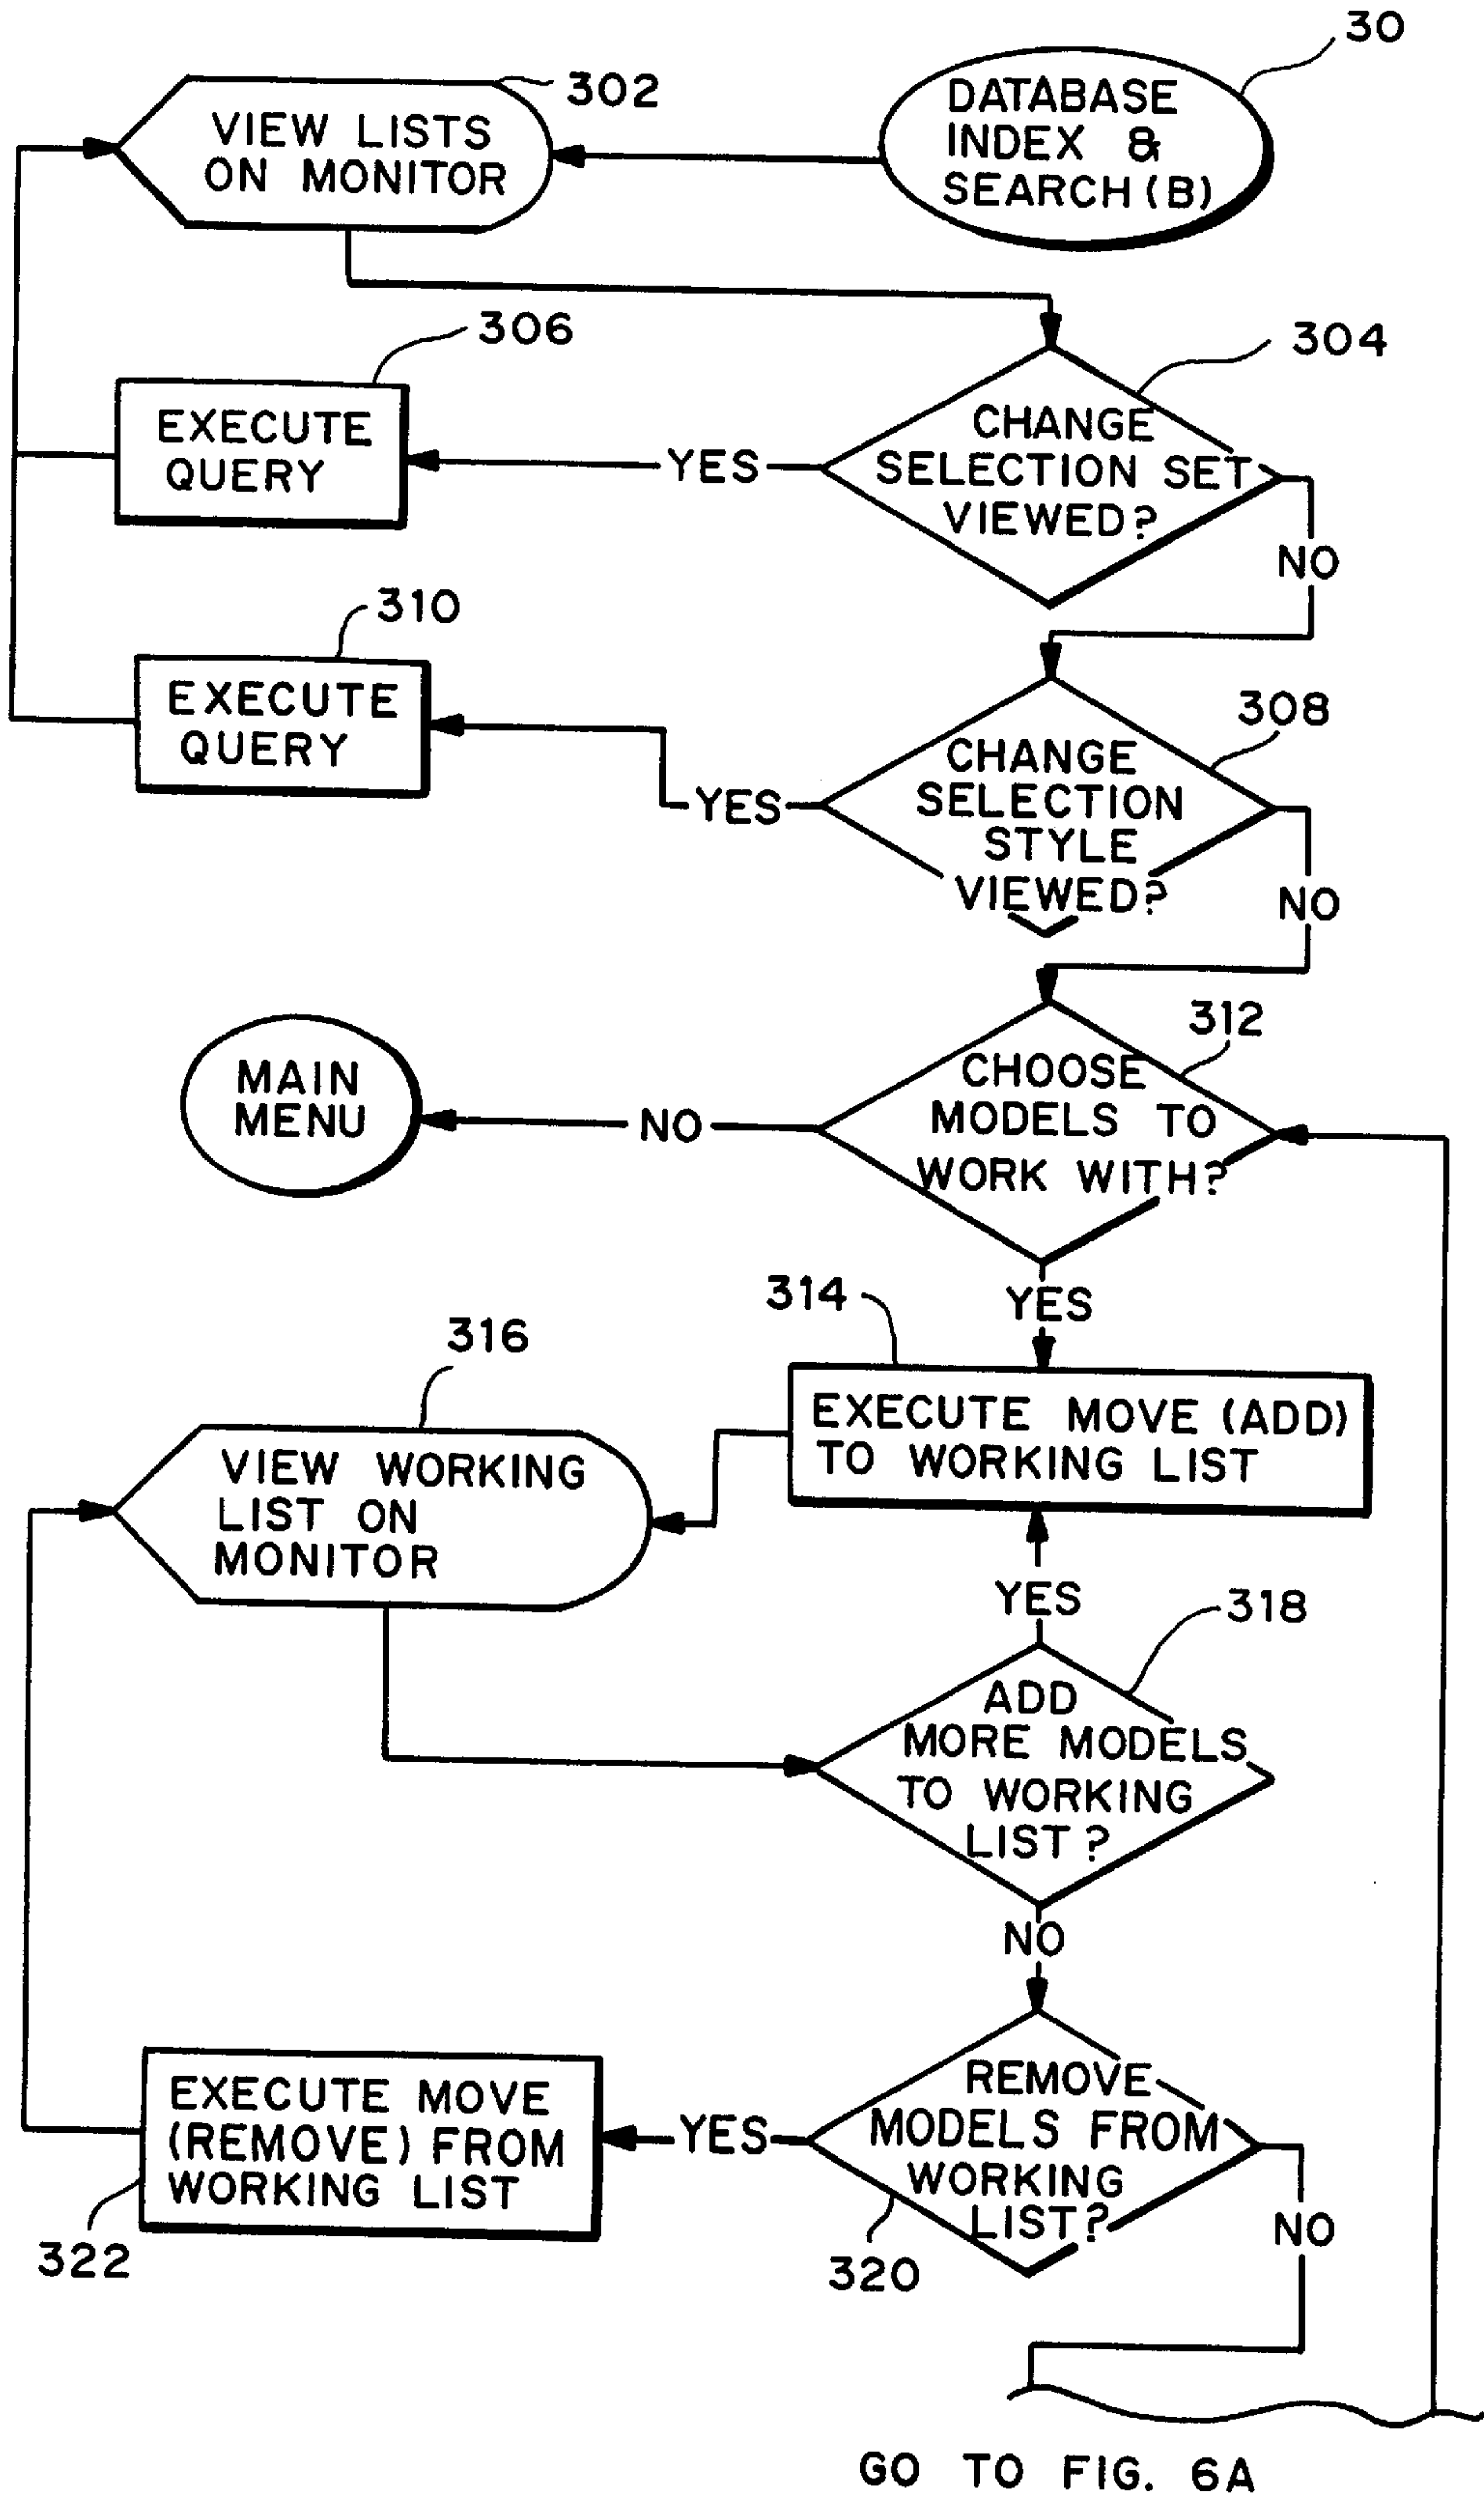 30
302
DATABASE
INDEX &
SEARCH (B)
VIEW LISTS
ON MONITOR
306
304
EXECUTE
QUERY
YES
CHANGE
SELECTION SET
VIEWED?
NO
310
308
EXECUTE
QUERY
YES
CHANGE
SELECTION
STYLE
VIEWED?
NO
312
MAIN
MENU
NO
CHOOSE
MODELS TO
WORK WITH?
YES
314
316
EXECUTE MOVE (ADD)
TO WORKING LIST
VIEW WORKING
LIST ON
MONITOR
YES
318
ADD
MORE MODELS
TO WORKING
LIST?
NO
EXECUTE MOVE
(REMOVE) FROM
WORKING LIST
YES
REMOVE
MODELS FROM
WORKING
LIST?
NO
322
320
GO TO FIG. 6A